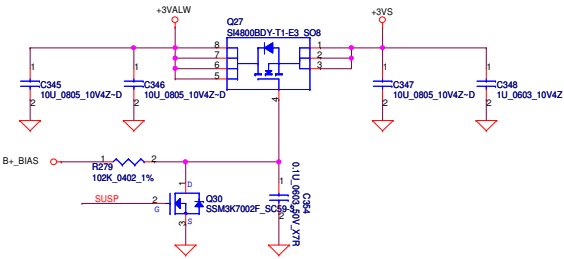 +3VALW
+3VS
Q27
SI4800BDY-T1-E3_SO8
8
7
6
5
1
2
3
4
1
C345
2
10U_0805_10V4Z~D
1
C346
2
10U_0805_10V4Z~D
1
C347
2
10U_0805_10V4Z~D
1
C348
2
1U_0603_10V4Z
B+_BIAS
1
2
R279
102K_0402_1%
SUSP
2
G
1
D
3
S
Q30
SSM3K7002F_SC59-3
1
2
C354
0.1U_0603_50V_X7R